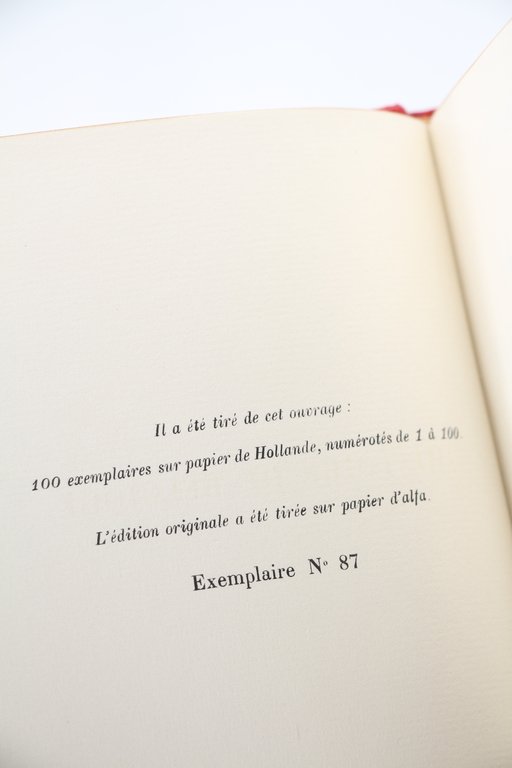 Il a été tiré de cet ouvrage :
100 exemplaires sur papier de Hollande, numérotés de 1 à 100.
L'édition originale a été tirée sur papier d'alfa.
Exemplaire N° 87